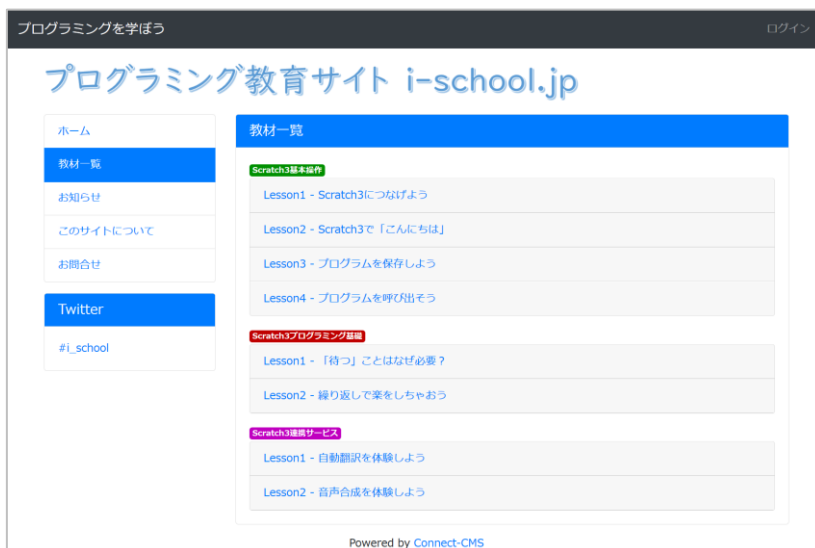 プログラミングを学ぼう
ログイン
プログラミング教育サイト i-school.jp
ホーム
教材一覧
お知らせ
このサイトについて
お問合せ
Twitter
#i_school
教材一覧
Scratch3基本操作
Lesson1 - Scratch3につなげよう
Lesson2 - Scratch3で「こんにちは」
Lesson3 - プログラムを保存しよう
Lesson4 - プログラムを呼び出そう
Scratch3プログラミング基礎
Lesson1 - 「待つ」ことはなぜ必要？
Lesson2 - 繰り返しで楽をしちゃおう
Scratch3連携サービス
Lesson1 - 自動翻訳を体験しよう
Lesson2 - 音声合成を体験しよう
Powered by Connect-CMS